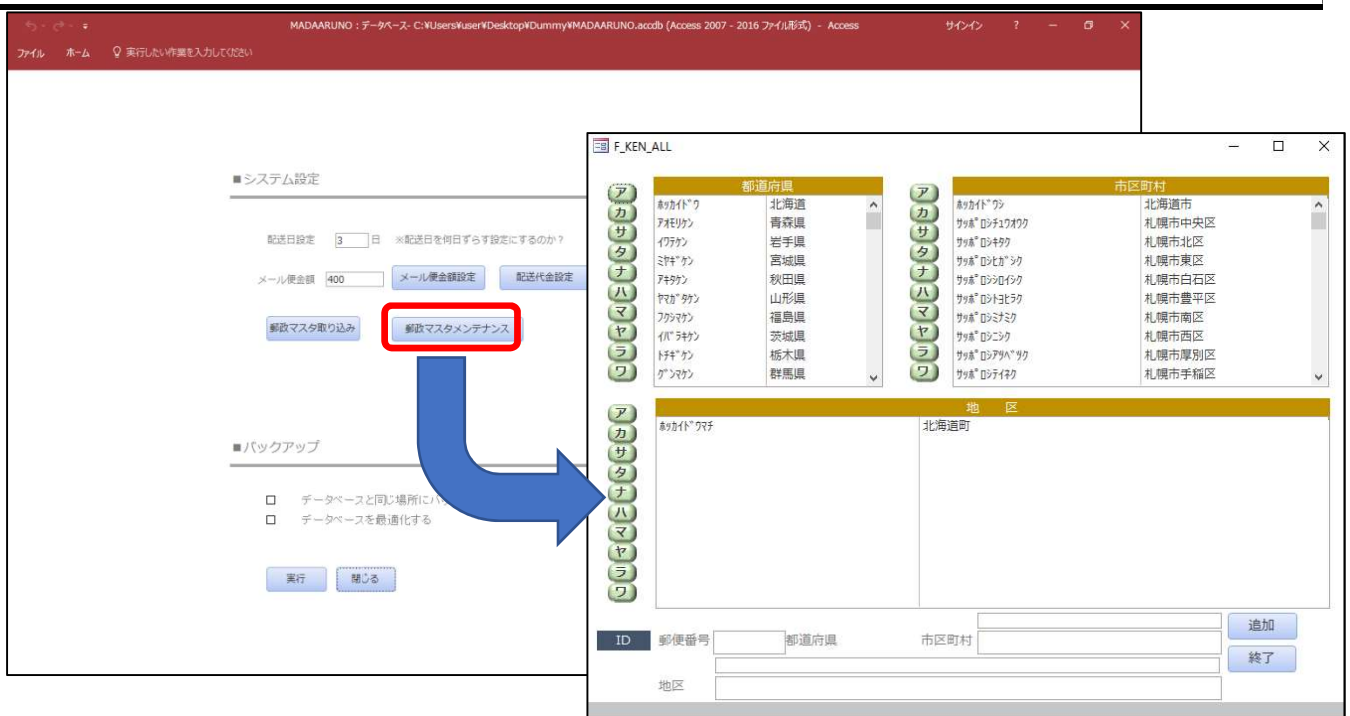 MADAARUNO : データベース- C:¥Users¥user¥Desktop¥Dummy¥MADAARUNO.accdb (Access 2007 - 2016 ファイル形式) - Access サインイン ?
ファイル ホーム 実行したい作業を入力してください
■システム設定
配送日設定 3 日 ※配送日を何日ずらす設定にするのか?
メール便金額 400 メール便金額設定 配送代金設定
郵政マスタ取り込み 郵政マスタメンテナンス
■バックアップ
データベースと同じ場所にバッ
データベースを最適化する
実行 閉じる
F_KEN_ALL
都道府県
ア
カ
サ
タ
ナ
ハ
マ
ヤ
ラ
ワ
ホッカイドウ 北海道
アオモリケン 青森県
イワテケン 岩手県
ミヤギケン 宮城県
アキタケン 秋田県
ヤマガタケン 山形県
フクシマケン 福島県
イバラキケン 茨城県
トチギケン 栃木県
グンマケン 群馬県
市区町村
ア
カ
サ
タ
ナ
ハ
マ
ヤ
ラ
ワ
ホッカイドウシ 北海道市
サッポロシチュウオウク 札幌市中央区
サッポロシキタク 札幌市北区
サッポロシヒガシク 札幌市東区
サッポロシシロイシク 札幌市白石区
サッポロシトヨヒラク 札幌市豊平区
サッポロシミナミク 札幌市南区
サッポロシニシク 札幌市西区
サッポロシアツベツク 札幌市厚別区
サッポロシテイネク 札幌市手稲区
地 区
ア
カ
サ
タ
ナ
ハ
マ
ヤ
ラ
ワ
ホッカイドウマチ 北海道町
ID 郵便番号 都道府県 市区町村 追加
終了
地区